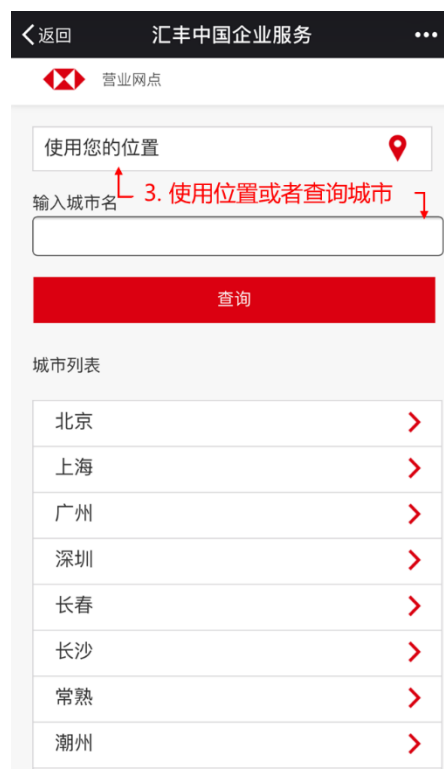 返回 汇丰中国企业服务
营业网点
使用您的位置
3. 使用位置或者查询城市
输入城市名
查询
城市列表
北京
上海
广州
深圳
长春
长沙
常熟
潮州